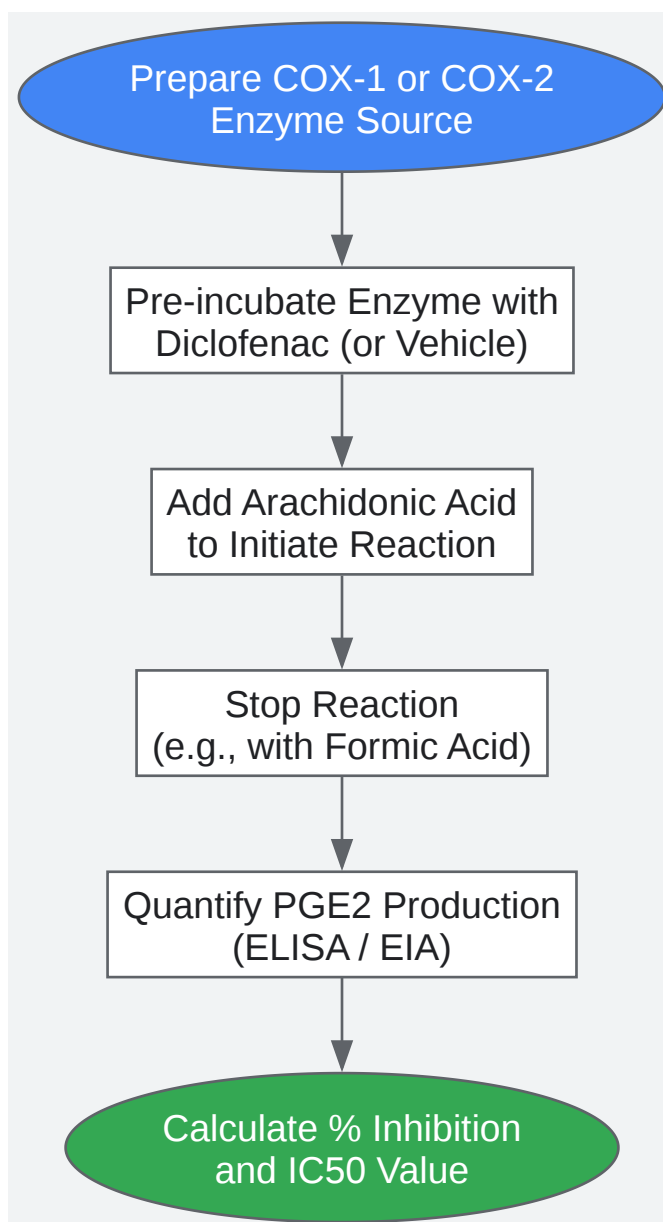 Prepare COX-1 or COX-2
Enzyme Source
Pre-incubate Enzyme with
Diclofenac (or Vehicle)
Add Arachidonic Acid
to Initiate Reaction
Stop Reaction
(e.g., with Formic Acid)
Quantify PGE2 Production
(ELISA / EIA)
Calculate % Inhibition
and IC50 Value